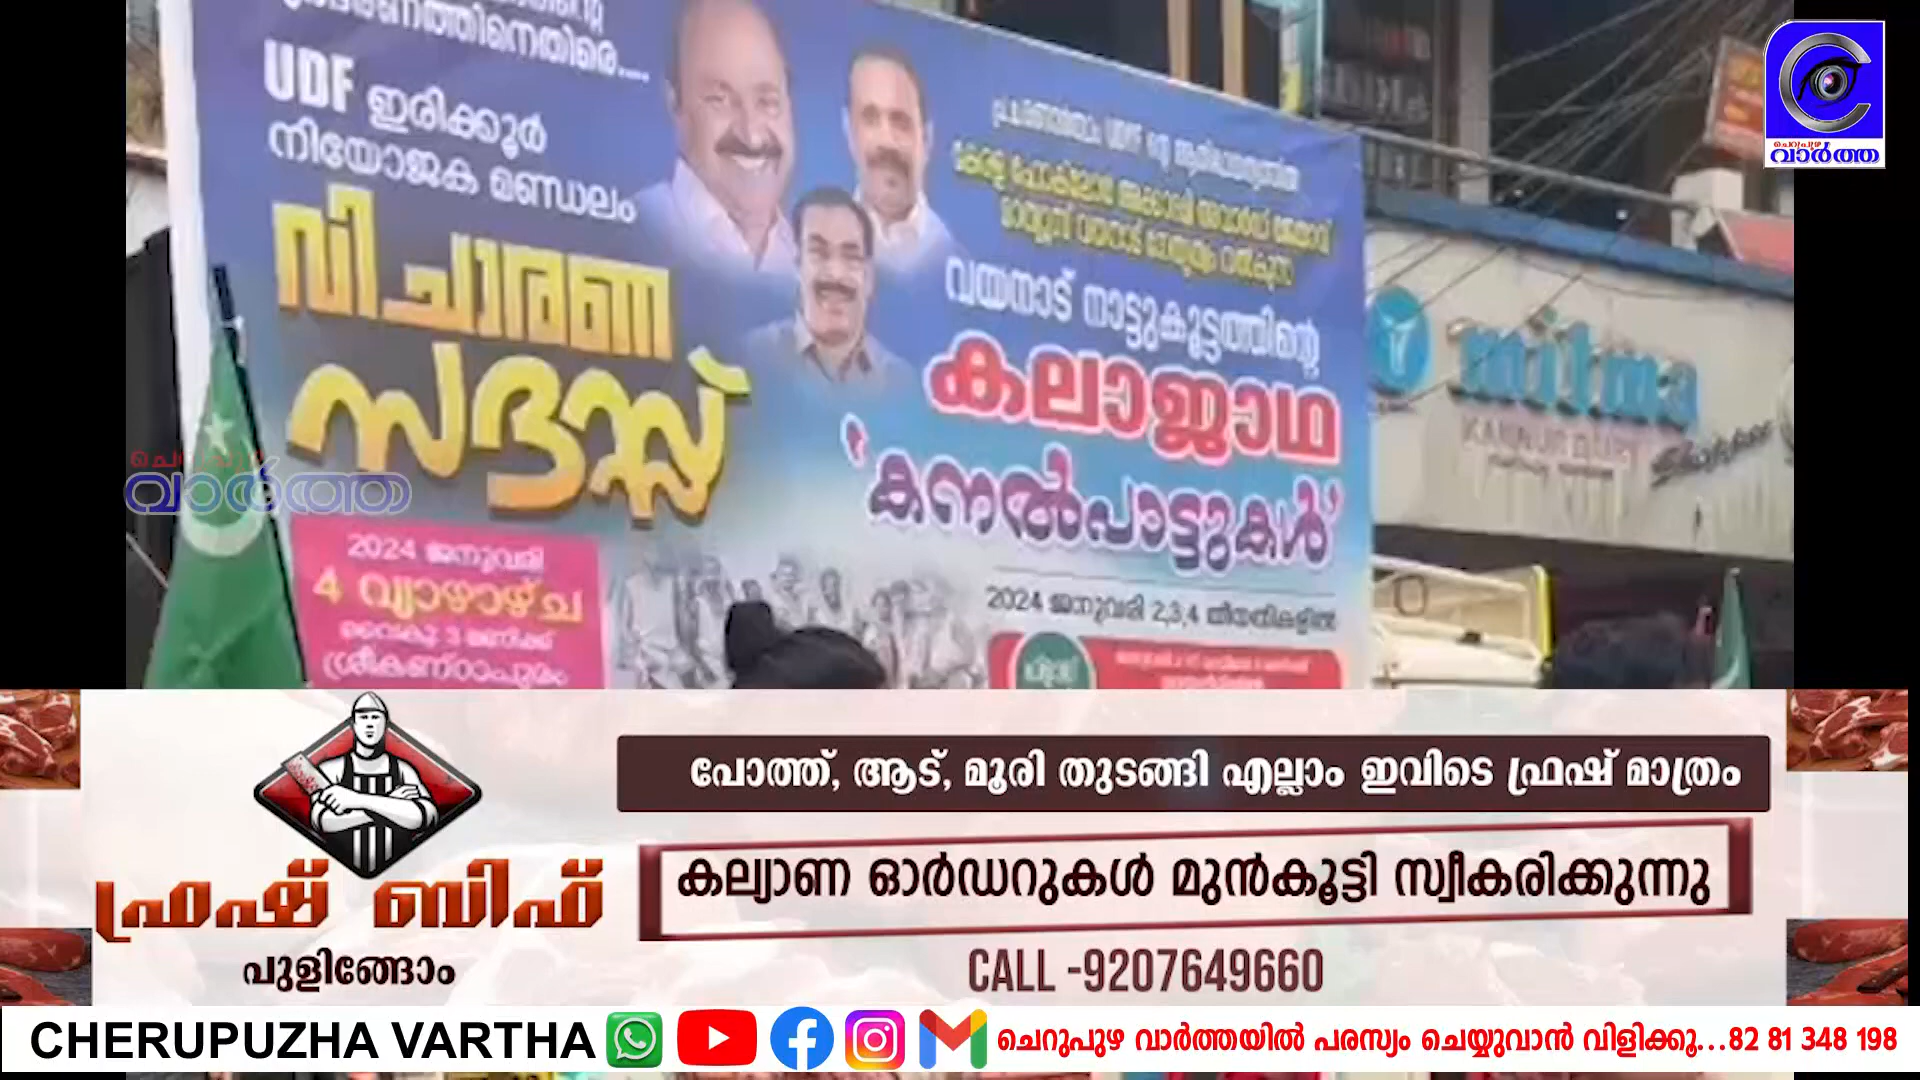 ത്തിനെതിരെ....
UDF ഇരിക്കൂർ
നിയോജക മണ്ഡലം
വിചാരണ
സദസ്സ്
2024 ജനുവരി
4 വ്യാഴാഴ്ച
ശ്രീകണ്ഠാപുരം
വയനാട് നാട്ടുകൂട്ടത്തിന്റെ
കലാജാഥ
'കനൽപാട്ടുകൾ'
2024 ജനുവരി 2,3,4 തീയതികളിൽ
milma
KANNUR DAIRY
ചെറുപുഴ
വാർത്ത
ചെറുപുഴ
വാർത്ത
ഫ്രഷ് ബീഫ്
പുളിങ്ങോം
പോത്ത്, ആട്, മൂരി തുടങ്ങി എല്ലാം ഇവിടെ ഫ്രഷ് മാത്രം
കല്യാണ ഓർഡറുകൾ മുൻകൂട്ടി സ്വീകരിക്കുന്നു
CALL -9207649660
CHERUPUZHA VARTHA
ചെറുപുഴ വാർത്തയിൽ പരസ്യം ചെയ്യുവാൻ വിളിക്കൂ...82 81 348 198